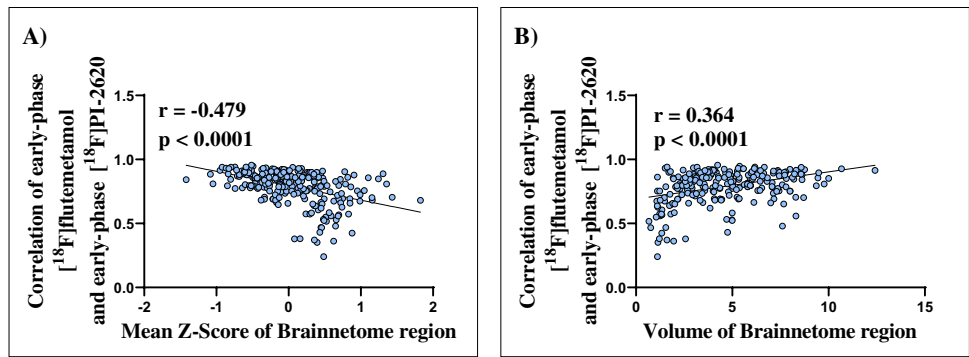 A)
Correlation of early-phase
[¹⁸F]flutemetamol
and early-phase [¹⁸F]PI-2620
1.5
1.0
0.5
0.0
r = -0.479
p < 0.0001
-2
-1
0
1
2
Mean Z-Score of Brainnetome region
B)
Correlation of early-phase
[¹⁸F]flutemetamol
and early-phase [¹⁸F]PI-2620
1.5
1.0
0.5
0.0
r = 0.364
p < 0.0001
0
5
10
15
Volume of Brainnetome region